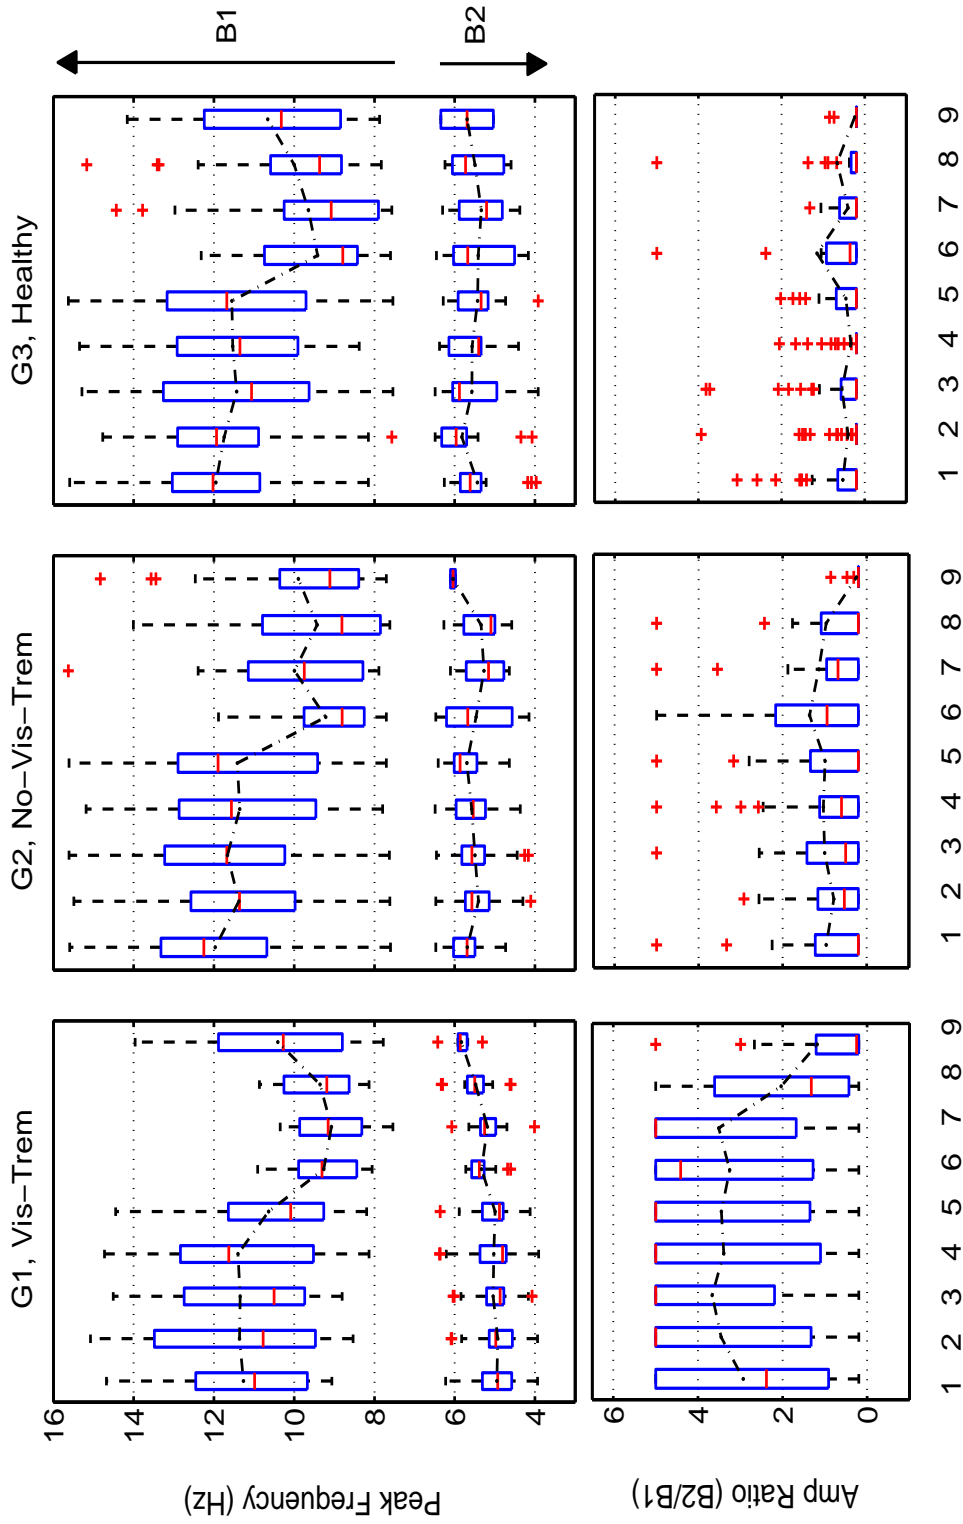 G1, Vis−Trem
G2, No−Vis−Trem
G3, Healthy
B1
B2
Peak Frequency (Hz)
16
14
12
10
8
6
4
Amp Ratio (B2/B1)
6
4
2
0
1 2 3 4 5 6 7 8 9
1 2 3 4 5 6 7 8 9
1 2 3 4 5 6 7 8 9